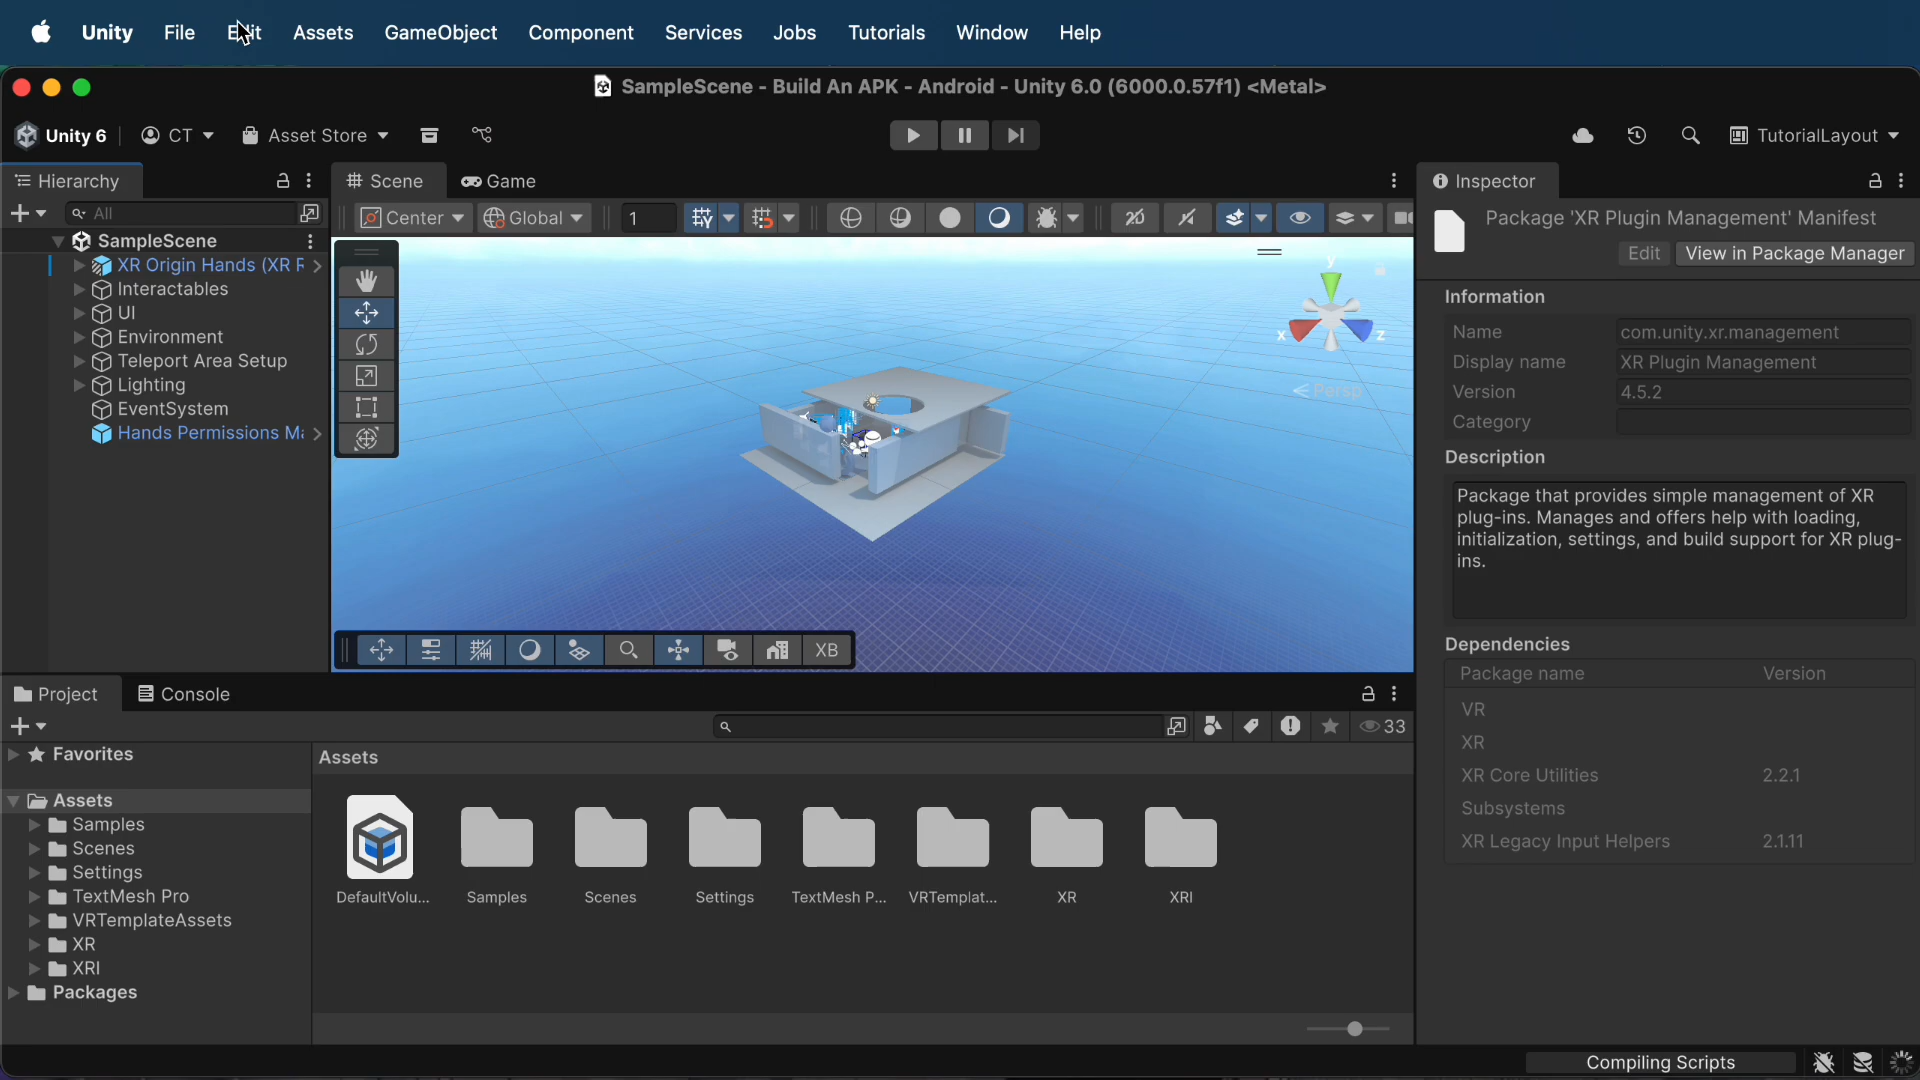 Unity File Edit Assets GameObject Component Services Jobs Tutorials Window Help
SampleScene - Build An APK - Android - Unity 6.0 (6000.0.57f1) <Metal>
Unity 6 CT Asset Store TutorialLayout
Hierarchy Scene Game Inspector
All Center Global 1 2D
Package 'XR Plugin Management' Manifest
Edit View in Package Manager
SampleScene
XR Origin Hands (XR R
Interactables
UI
Environment
Teleport Area Setup
Lighting
EventSystem
Hands Permissions Ma
y
x
z
Persp
XB
Information
Name com.unity.xr.management
Display name XR Plugin Management
Version 4.5.2
Category
Description
Package that provides simple management of XR
plug-ins. Manages and offers help with loading,
initialization, settings, and build support for XR plug-
ins.
Dependencies
Package name Version
VR
XR
XR Core Utilities 2.2.1
Subsystems
XR Legacy Input Helpers 2.1.11
Project Console
33
Favorites
Assets
Samples
Scenes
Settings
TextMesh Pro
VRTemplateAssets
XR
XRI
Packages
Assets
DefaultVolu... Samples Scenes Settings TextMesh P... VRTemplat... XR XRI
Compiling Scripts